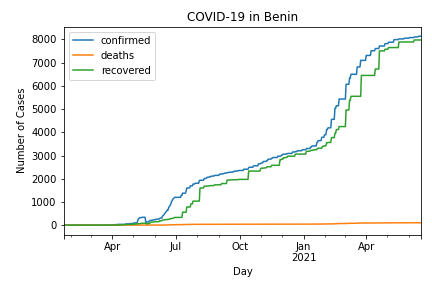 COVID-19 in Benin
confirmed
deaths
recovered
Number of Cases
8000
7000
6000
5000
4000
3000
2000
1000
0
Apr Jul Oct Jan Apr
2021
Day